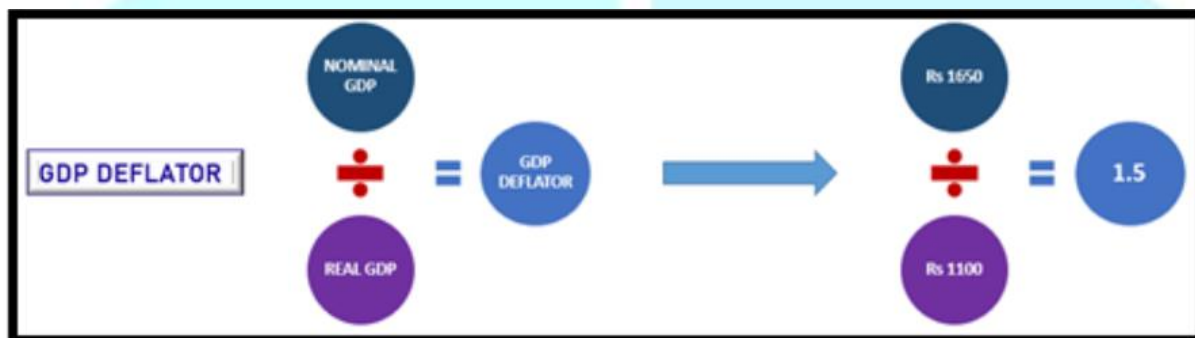 GDP DEFLATOR
NOMINAL
GDP
÷
REAL GDP
=
GDP
DEFLATOR
Rs 1650
÷
Rs 1100
=
1.5